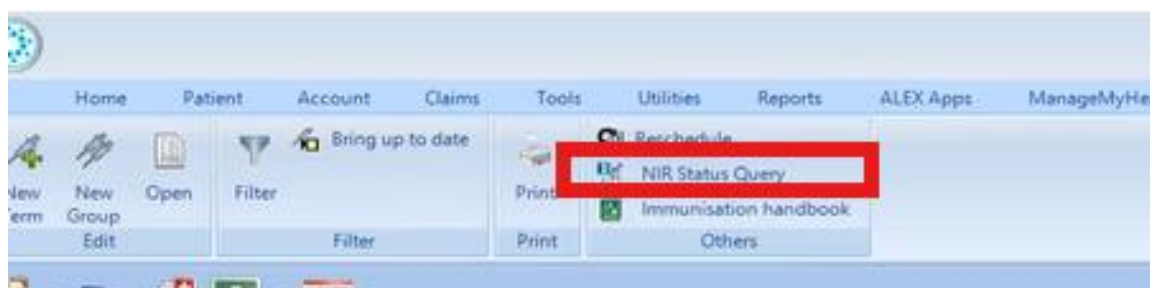 Home Patient Account Claims Tools Utilities Reports ALEX Apps ManageMyHe
Bring up to date Reschedule
NIR Status Query
New New Open Filter Print
Group Immunisation handbook
Edit Filter Print Others